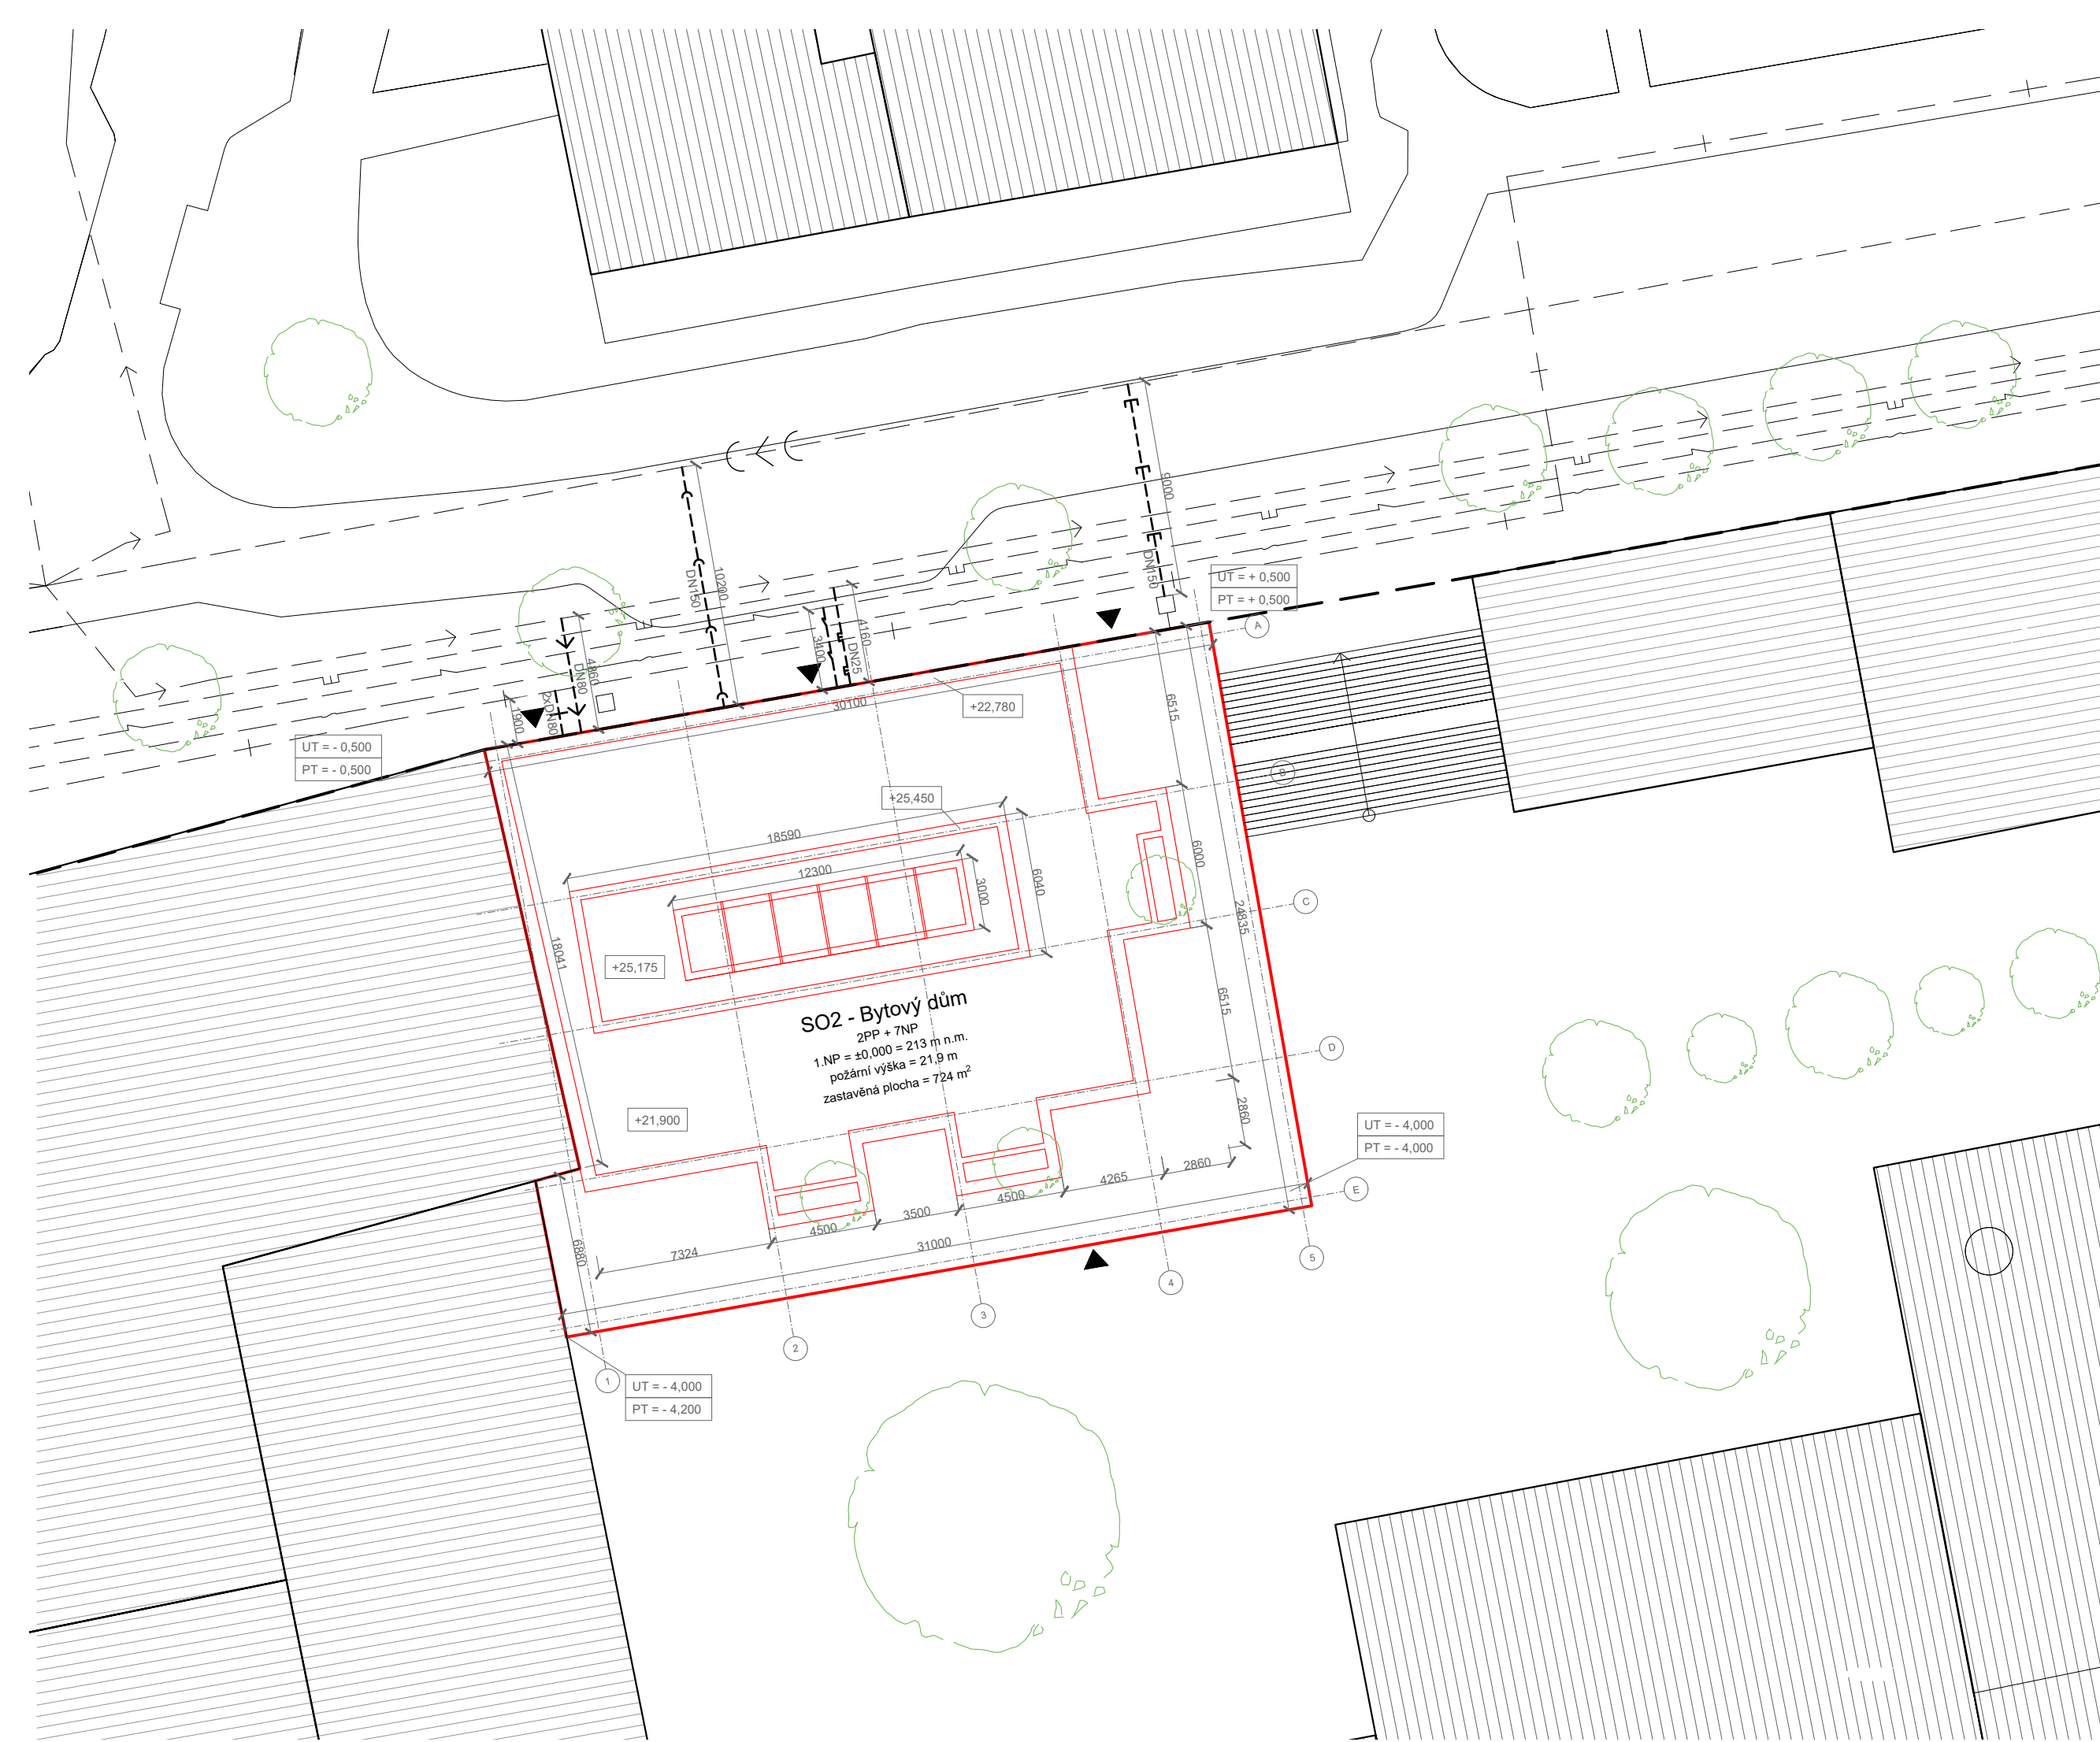 9000
DN150
10200
DN150
UT = + 0,500
PT = + 0,500
A
4160
DN25
3400
4860
DN80
2xDN80
1900
+22,780
30100
6515
UT = - 0,500
PT = - 0,500
B
+25,450
18590
6000
12300
3000
6040
C
24835
18041
+25,175
6515
SO2 - Bytový dům
2PP + 7NP
1.NP = ±0,000 = 213 m n.m.
požární výška = 21,9 m
zastavěná plocha = 724 m²
D
+21,900
2860
UT = - 4,000
PT = - 4,000
2860
4265
4500
3500
4500
7324
31000
6880
E
5
4
3
2
1
UT = - 4,000
PT = - 4,200